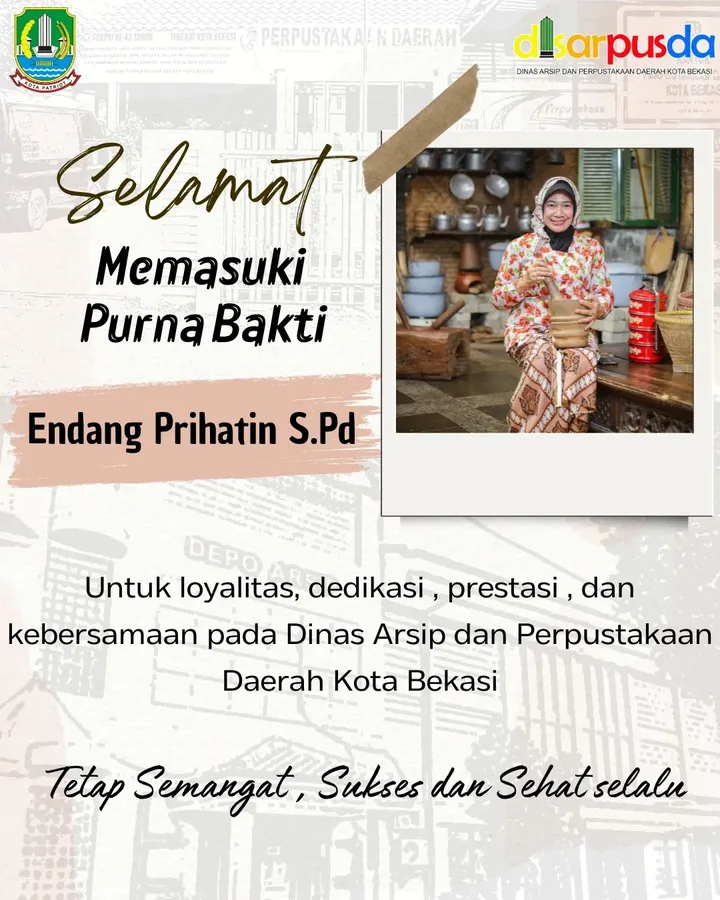 KOTA PATRIOT
PERPUSTAKAAN DAERAH
disarpusda
DINAS ARSIP DAN PERPUSTAKAAN DAERAH KOTA BEKASI
Selamat
Memasuki
Purna Bakti
Endang Prihatin S.Pd
DEPO
Untuk loyalitas, dedikasi , prestasi , dan
kebersamaan pada Dinas Arsip dan Perpustakaan
Daerah Kota Bekasi
Tetap Semangat , Sukses dan Sehat selalu